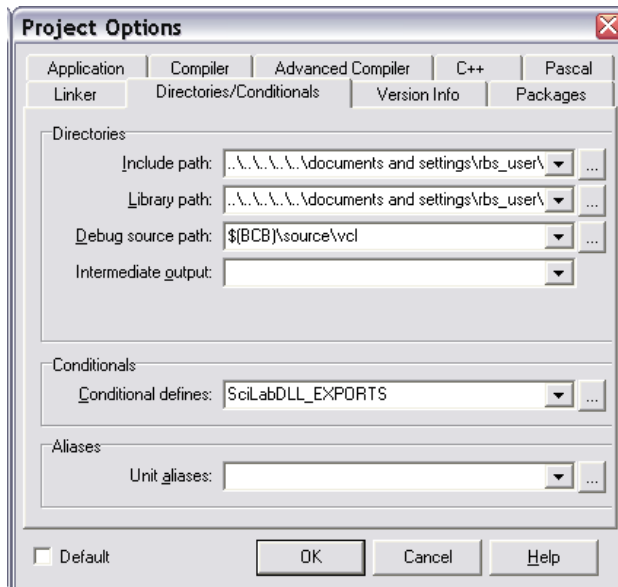 Project Options
Application Compiler Advanced Compiler C++ Pascal
Linker Directories/Conditionals Version Info Packages
Directories
Include path: ..\..\..\..\..\documents and settings\rbs_user\ ...
Library path: ..\..\..\..\..\documents and settings\rbs_user\ ...
Debug source path: $(BCB)\source\vcl ...
Intermediate output:
Conditionals
Conditional defines: SciLabDLL_EXPORTS ...
Aliases
Unit aliases: ...
Default OK Cancel Help